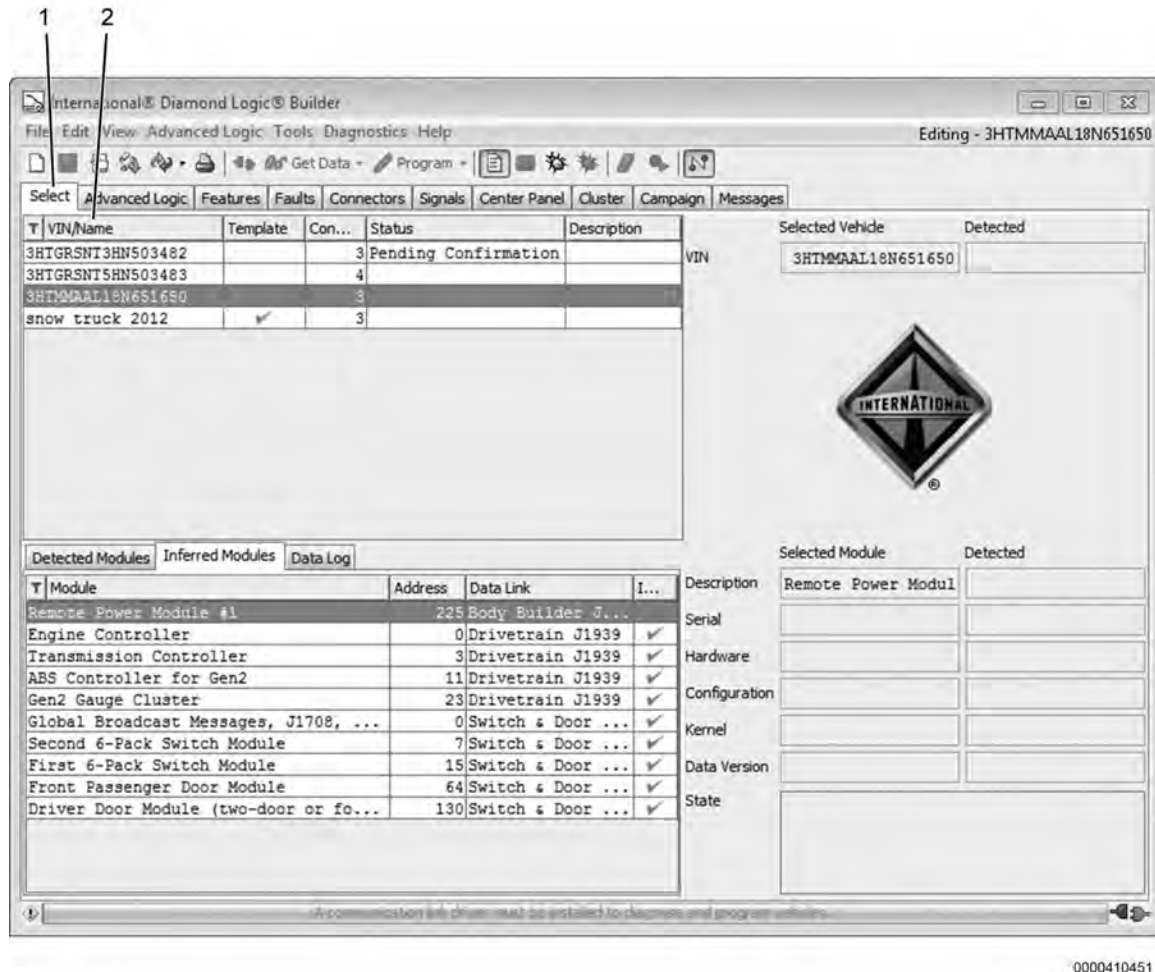 1 2
International® Diamond Logic® Builder
File Edit View Advanced Logic Tools Diagnostics Help Editing - 3HTMMAAL18N651650
Get Data Program
Select Advanced Logic Features Faults Connectors Signals Center Panel Cluster Campaign Messages
VIN/Name Template Con... Status Description
3HTGRSNT3HN503482 3 Pending Confirmation
3HTGRSNT5HN503483 4
3HTMMAAL18N651650 3
snow truck 2012 ✓ 3
Selected Vehicle Detected
VIN 3HTMMAAL18N651650
INTERNATIONAL
®
Detected Modules Inferred Modules Data Log
Module Address Data Link I...
Remote Power Module #1 225 Body Builder J...
Engine Controller 0 Drivetrain J1939 ✓
Transmission Controller 3 Drivetrain J1939 ✓
ABS Controller for Gen2 11 Drivetrain J1939 ✓
Gen2 Gauge Cluster 23 Drivetrain J1939 ✓
Global Broadcast Messages, J1708, ... 0 Switch & Door ... ✓
Second 6-Pack Switch Module 7 Switch & Door ... ✓
First 6-Pack Switch Module 15 Switch & Door ... ✓
Front Passenger Door Module 64 Switch & Door ... ✓
Driver Door Module (two-door or fo... 130 Switch & Door ... ✓
Selected Module Detected
Description Remote Power Modul
Serial
Hardware
Configuration
Kernel
Data Version
State
A communication link driver must be installed to diagnose and program vehicles.
0000410451